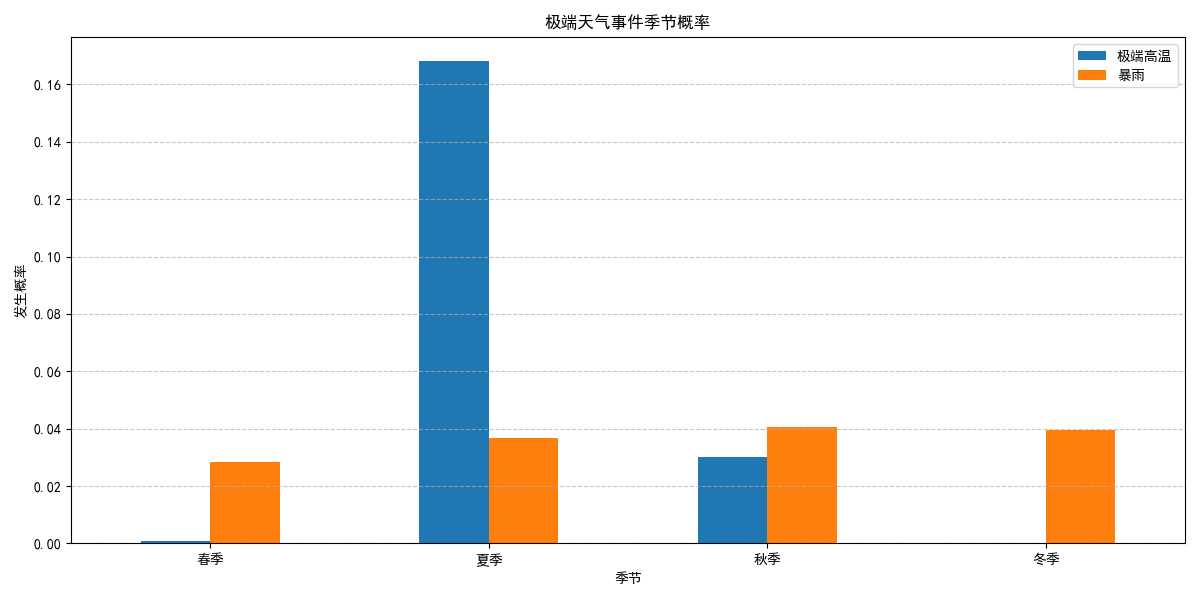 极端天气事件季节概率
极端高温
暴雨
0.16
0.14
0.12
0.10
0.08
0.06
0.04
0.02
0.00
发生概率
春季
夏季
秋季
冬季
季节